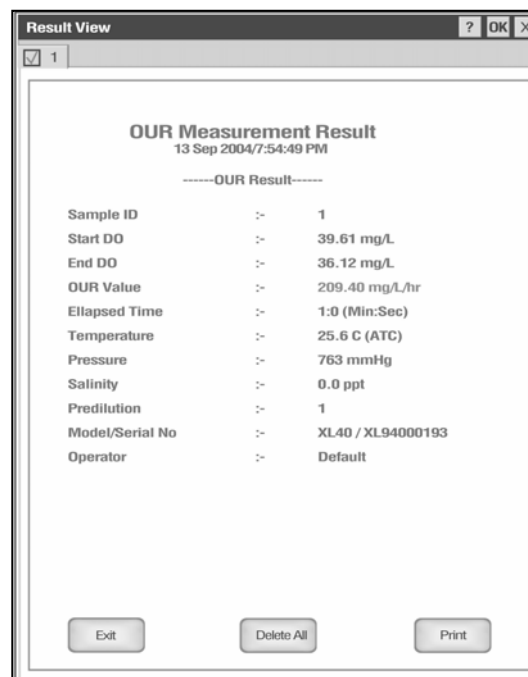 Result View ? OK X
1
OUR Measurement Result
13 Sep 2004/7:54:49 PM
------OUR Result------
Sample ID :- 1
Start DO :- 39.61 mg/L
End DO :- 36.12 mg/L
OUR Value :- 209.40 mg/L/hr
Ellapsed Time :- 1:0 (Min:Sec)
Temperature :- 25.6 C (ATC)
Pressure :- 763 mmHg
Salinity :- 0.0 ppt
Predilution :- 1
Model/Serial No :- XL40 / XL94000193
Operator :- Default
Exit Delete All Print